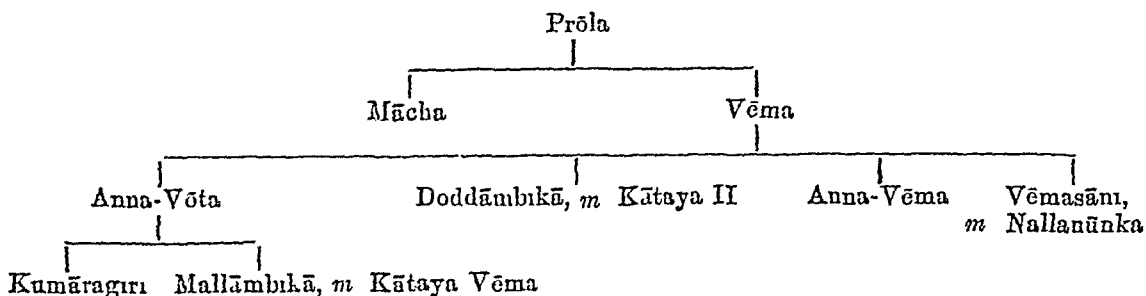 Prōla
Mācha Vēma
Anna-Vōta Doddāmbikā, m Kātaya II Anna-Vēma Vēmasāni,
m Nallanūnka
Kumāragiri Mallāmbikā, m Kātaya Vēma